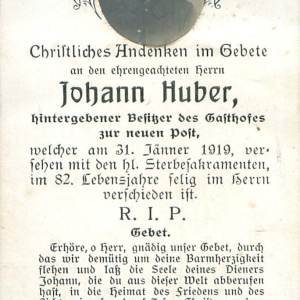 Christliches Andenken im Gebete
an den ehrengeachteten Herrn
Johann Huber,
hintergebener Besitzer des Gasthofes
zur neuen Post,
welcher am 31. Jänner 1919, ver-
sehen mit den hl. Sterbesakramenten,
im 82. Lebensjahre selig im Herrn
verschieden ist.
R. I. P.
Gebet.
Erhöre, o Herr, gnädig unser Gebet, durch
das wir demütig um deine Barmherzigkeit
flehen und laß die Seele deines Dieners
Johann, die du aus dieser Welt abberufen
hast, in die Heimat des Friedens und des